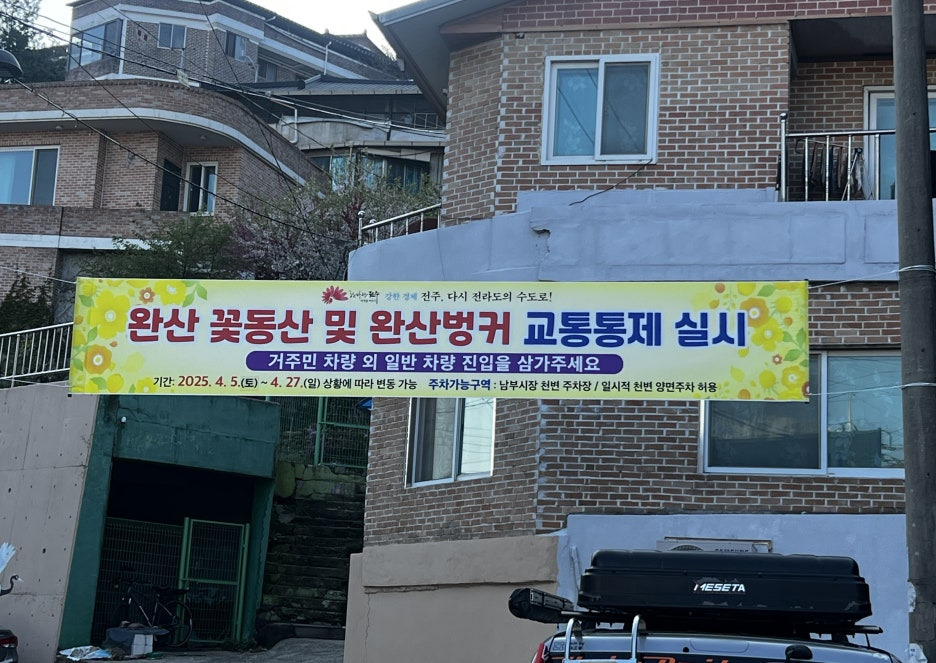 강한 경제 전주, 다시 전라도의 수도로!
완산 꽃동산 및 완산벙커 교통통제 실시
거주민 차량 외 일반 차량 진입을 삼가주세요
기간: 2025. 4. 5.(토) ~ 4. 27.(일) 상황에 따라 변동 가능 주차가능구역 : 남부시장 천변 주차장 / 일시적 천변 양면주차 허용
SAMSUNG
MESETA